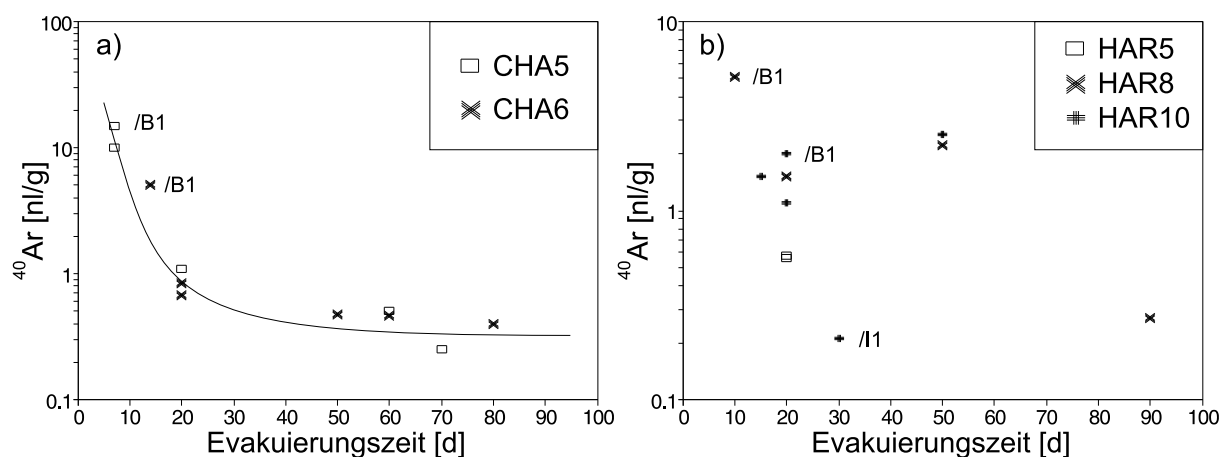 a)
CHA5
CHA6
/B1
/B1
100
10
1
0.1
⁴⁰Ar [nl/g]
0 10 20 30 40 50 60 70 80 90 100
Evakuierungszeit [d]
b)
HAR5
HAR8
HAR10
/B1
/B1
/I1
10
1
0.1
⁴⁰Ar [nl/g]
0 10 20 30 40 50 60 70 80 90 100
Evakuierungszeit [d]